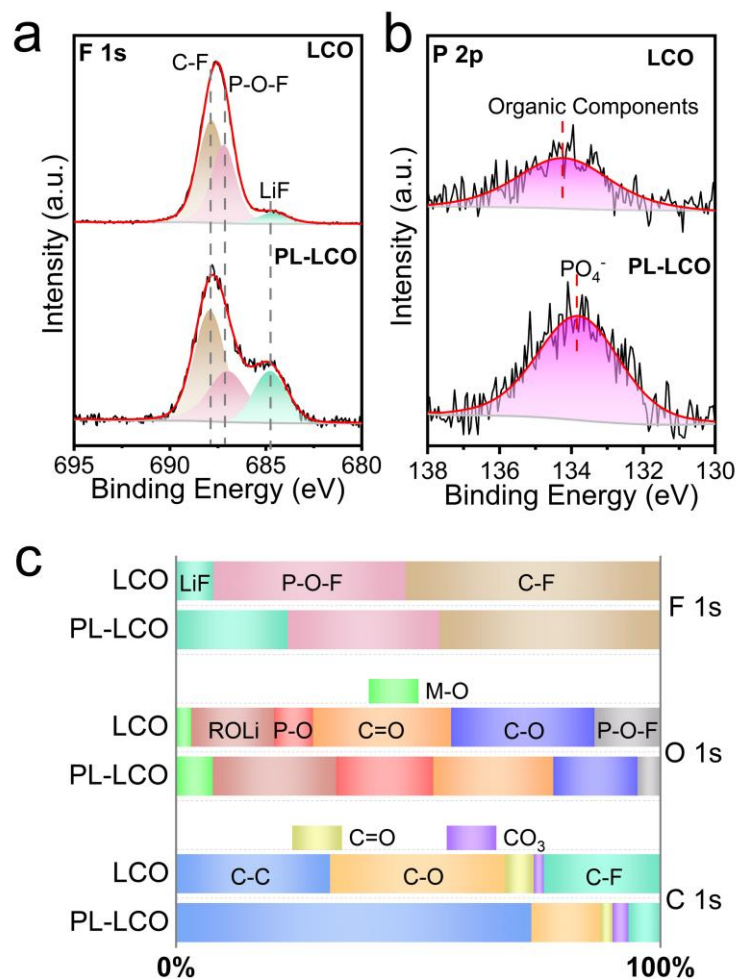 a
F 1s
LCO
C-F
P-O-F
LiF
PL-LCO
Intensity (a.u.)
695 690 685 680
Binding Energy (eV)
b
P 2p
LCO
Organic Components
PO₄⁻
PL-LCO
Intensity (a.u.)
138 136 134 132 130
Binding Energy (eV)
c
LCO LiF P-O-F C-F
PL-LCO
F 1s
M-O
LCO ROLi P-O C=O C-O P-O-F
PL-LCO
O 1s
C=O CO₃
LCO C-C C-O C-F
PL-LCO
C 1s
0% 100%